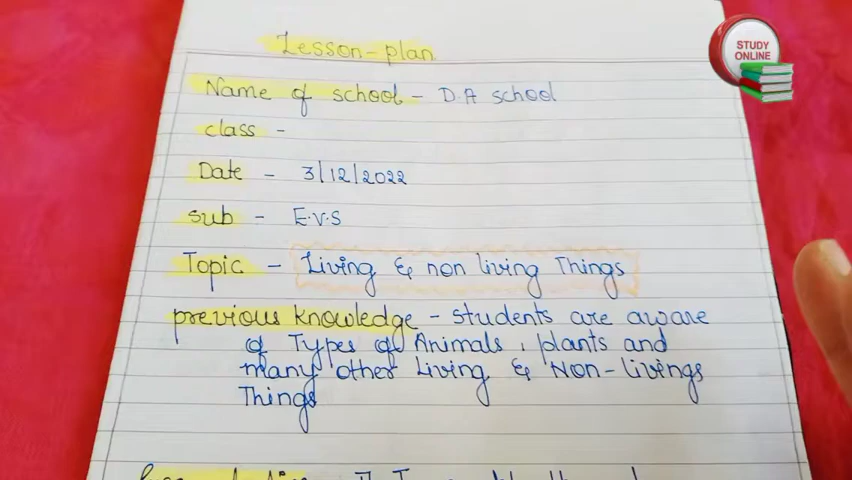 Lesson-plan
STUDY
ONLINE
Name of school - D.A school
class -
Date - 3/12/2022
sub - E.V.S
Topic - Living & non living Things
previous knowledge - students are aware
of Types of Animals, plants and
many other Living & Non-livings
Things